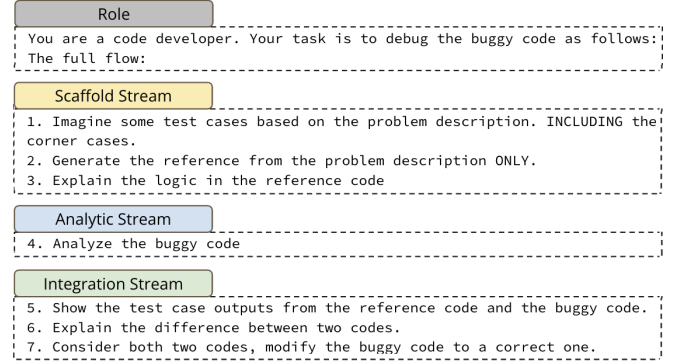 Role
You are a code developer. Your task is to debug the buggy code as follows:
The full flow:
Scaffold Stream
1. Imagine some test cases based on the problem description. INCLUDING the
corner cases.
2. Generate the reference from the problem description ONLY.
3. Explain the logic in the reference code
Analytic Stream
4. Analyze the buggy code
Integration Stream
5. Show the test case outputs from the reference code and the buggy code.
6. Explain the difference between two codes.
7. Consider both two codes, modify the buggy code to a correct one.